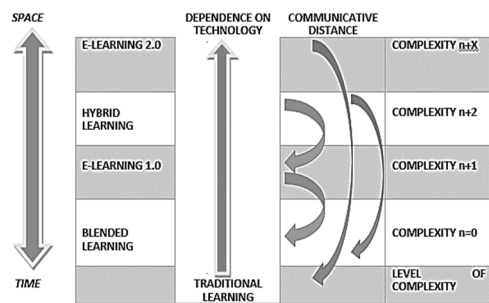 SPACE
DEPENDENCE ON
TECHNOLOGY
COMMUNICATIVE
DISTANCE
E-LEARNING 2.0
COMPLEXITY n+X
HYBRID
LEARNING
COMPLEXITY n+2
E-LEARNING 1.0
COMPLEXITY n+1
BLENDED
LEARNING
COMPLEXITY n=0
TIME
TRADITIONAL
LEARNING
LEVEL OF
COMPLEXITY